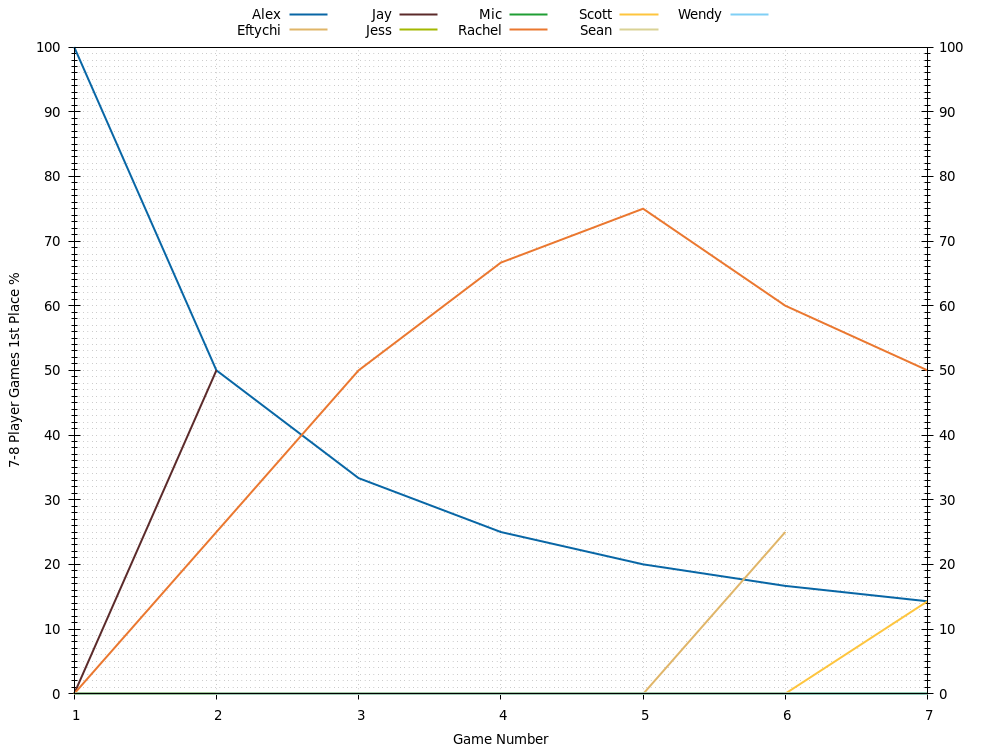 Alex Jay Mic Scott Wendy
Eftychi Jess Rachel Sean
100 100
90 90
80 80
70 70
60 60
50 50
40 40
30 30
20 20
10 10
0 0
7-8 Player Games 1st Place %
1 2 3 4 5 6 7
Game Number